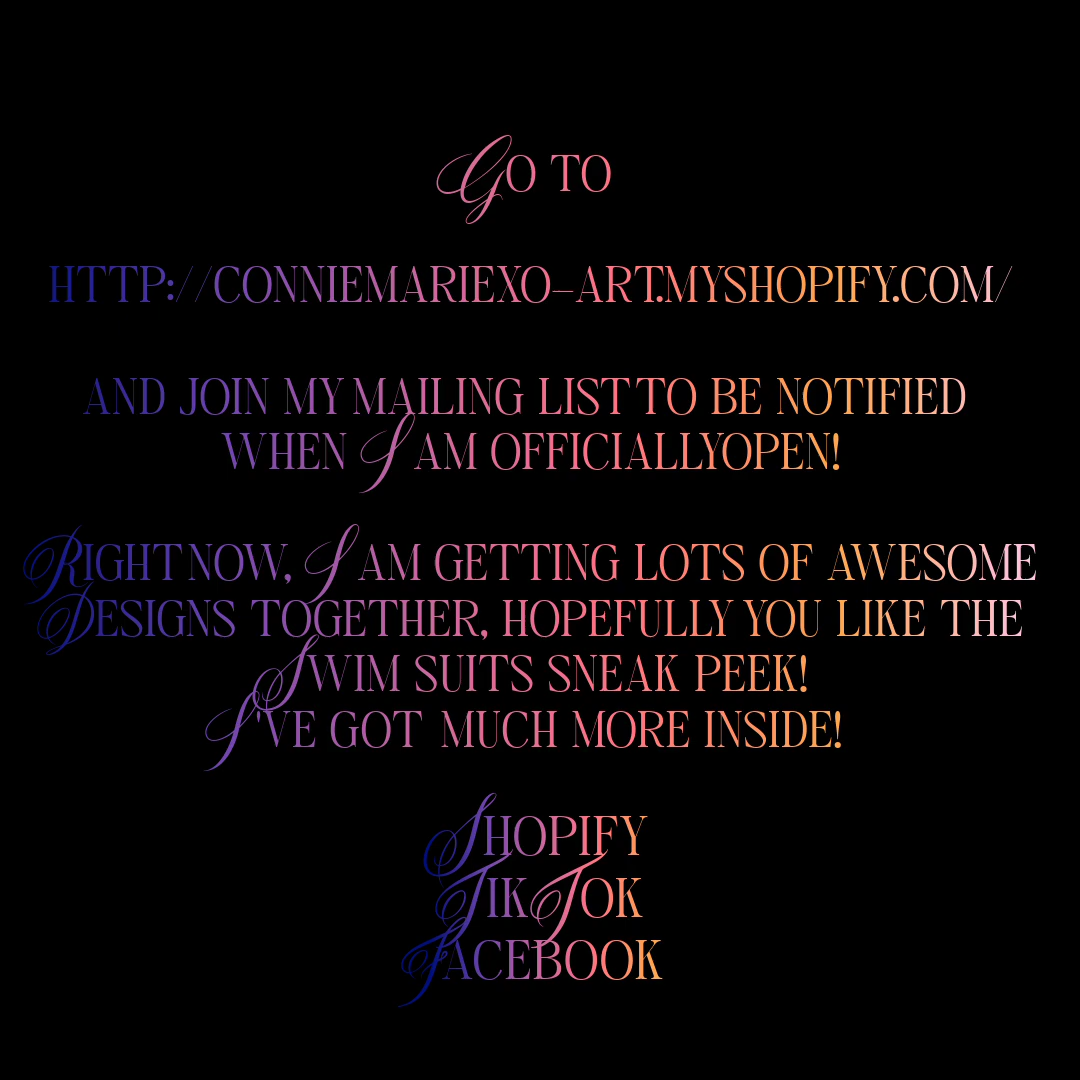 Go to
http://conniemariexo-art.myshopify.com/
and join my mailing list to be notified
when I am officiallyopen!
Right now, I am getting lots of awesome
Designs together, hopefully you like the
Swim suits sneak peek!
I've got much more inside!
Shopify
TikTok
Facebook